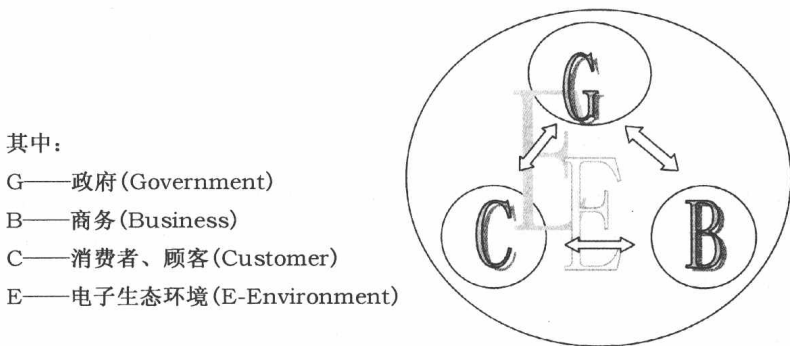 其中：
G——政府(Government)
B——商务(Business)
C——消费者、顾客(Customer)
E——电子生态环境(E-Environment)
G
E
E
C
B